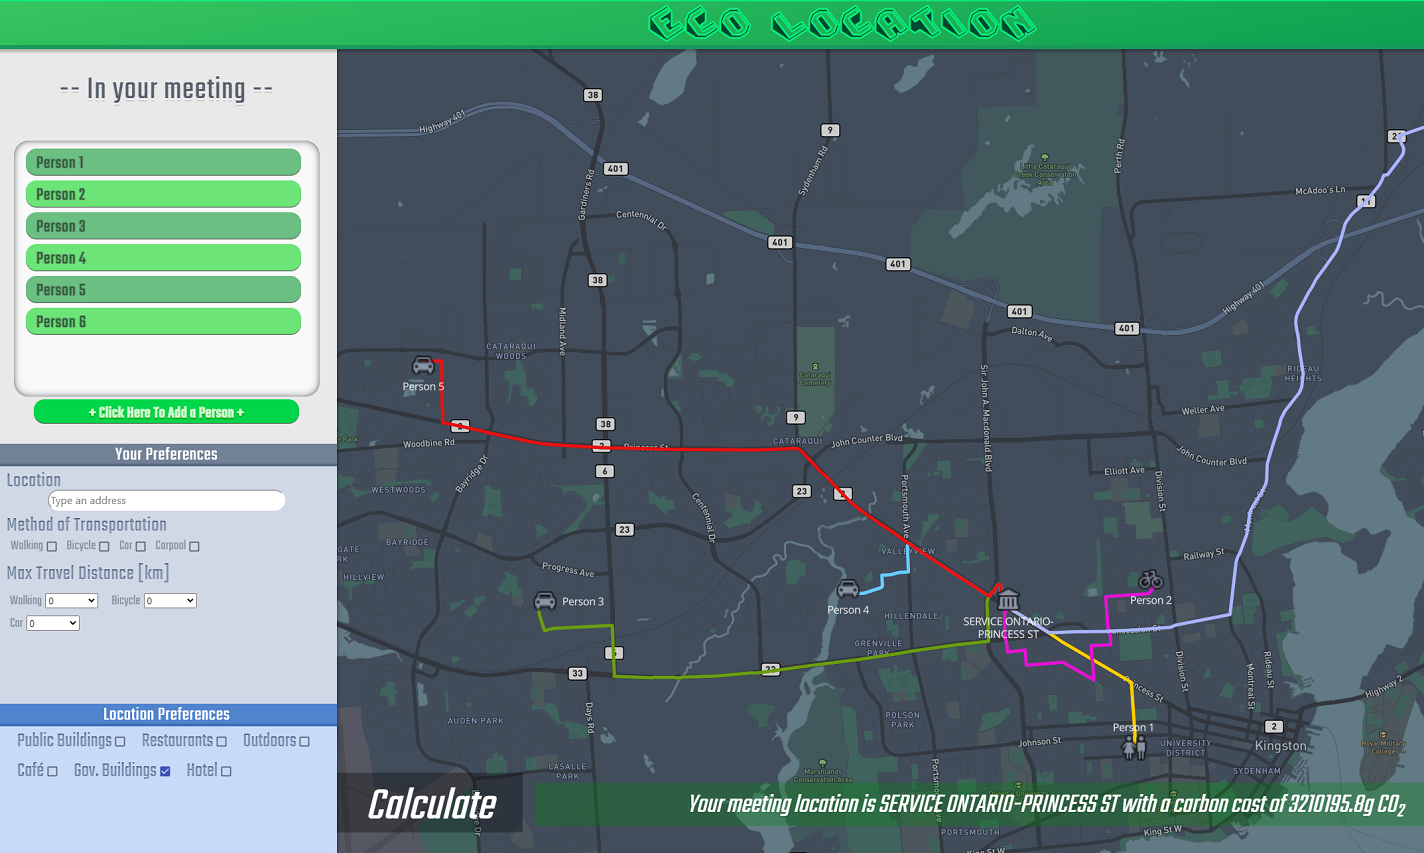 ECO LOCATION
-- In your meeting --
Person 1
Person 2
Person 3
Person 4
Person 5
Person 6
+ Click Here To Add a Person +
Your Preferences
Location
Type an address
Method of Transportation
Walking Bicycle Car Carpool
Max Travel Distance [km]
Walking 0 Bicycle 0
Car 0
Location Preferences
Public Buildings Restaurants Outdoors
Café Gov. Buildings Hotel
38
Highway 401
9
401
Gardiners Rd
Sydenham Rd
Little Cataraqui
Creek Conservation
Area
Perth Rd
McAdoo's Ln
Centennial Dr
401
401
38
Highway 401
401
401
Dalton Ave
Midland Ave
CATARAQUI
WOODS
Cataraqui
Cemetery
Sir John A. Macdonald Blvd
RIDEAU
HEIGHTS
Person 5
Weller Ave
9
38
2
Woodbine Rd
Princess St
CATARAQUI
John Counter Blvd
John Counter Blvd
6
Bayridge Dr
Elliott Ave
Division St
WESTWOODS
23
2
Portsmouth Ave
Centennial Dr
Montreal St
23
BAYRIDGE
VALLEYVIEW
Railway St
HILLVIEW
Progress Ave
Person 3
Person 4
Person 2
HILLENDALE
SERVICE ONTARIO-
PRINCESS ST
Concession St
GRENVILLE
PARK
33
33
Division St
Rideau St
Montreal St
Princess St
Highway 2
Days Rd
AUDEN PARK
POLSON
PARK
Person 1
2
Kingston
Johnson St
UNIVERSITY
DISTRICT
Royal Military
College
LASALLE
PARK
Marshlands
Conservation Area
SYDENHAM
Calculate
Your meeting location is SERVICE ONTARIO-PRINCESS ST with a carbon cost of 3210195.8g CO₂
PORTSMOUTH
King St W
King St W